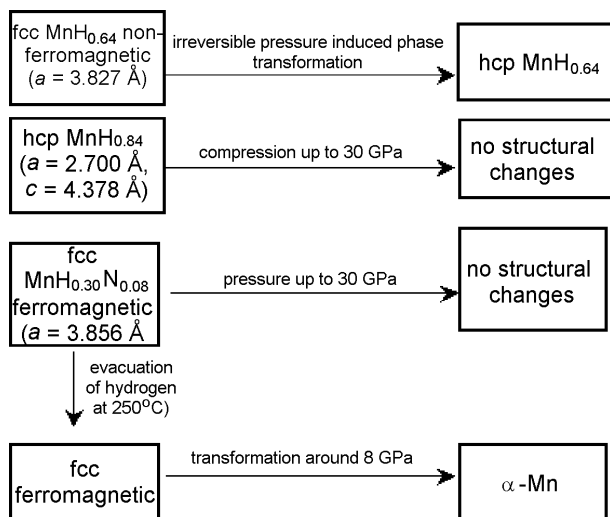 fcc MnH0.64 non-
ferromagnetic
(a = 3.827 Å)
irreversible pressure induced phase
transformation
hcp MnH0.64
hcp MnH0.84
(a = 2.700 Å,
c = 4.378 Å)
compression up to 30 GPa
no structural
changes
fcc
MnH0.30N0.08
ferromagnetic
(a = 3.856 Å
pressure up to 30 GPa
no structural
changes
evacuation
of hydrogen
at 250°C)
fcc
ferromagnetic
transformation around 8 GPa
α-Mn